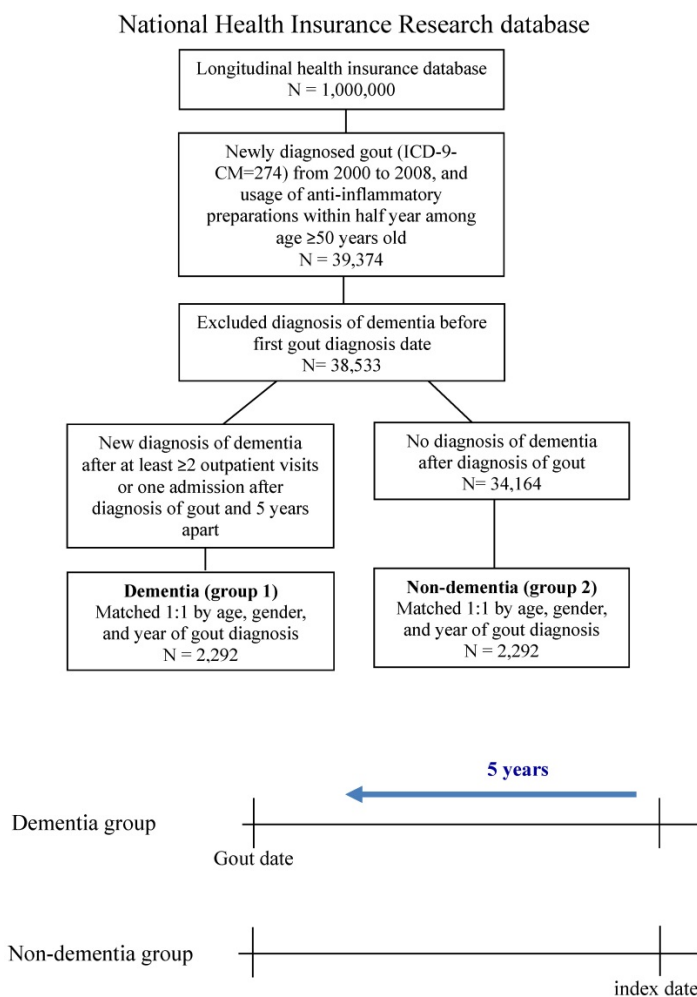 National Health Insurance Research database
Longitudinal health insurance database
N = 1,000,000
Newly diagnosed gout (ICD-9-
CM=274) from 2000 to 2008, and
usage of anti-inflammatory
preparations within half year among
age ≥50 years old
N = 39,374
Excluded diagnosis of dementia before
first gout diagnosis date
N= 38,533
New diagnosis of dementia
after at least ≥2 outpatient visits
or one admission after
diagnosis of gout and 5 years
apart
No diagnosis of dementia
after diagnosis of gout
N= 34,164
Dementia (group 1)
Matched 1:1 by age, gender,
and year of gout diagnosis
N = 2,292
Non-dementia (group 2)
Matched 1:1 by age, gender,
and year of gout diagnosis
N = 2,292
5 years
Dementia group
Gout date
Non-dementia group
index date